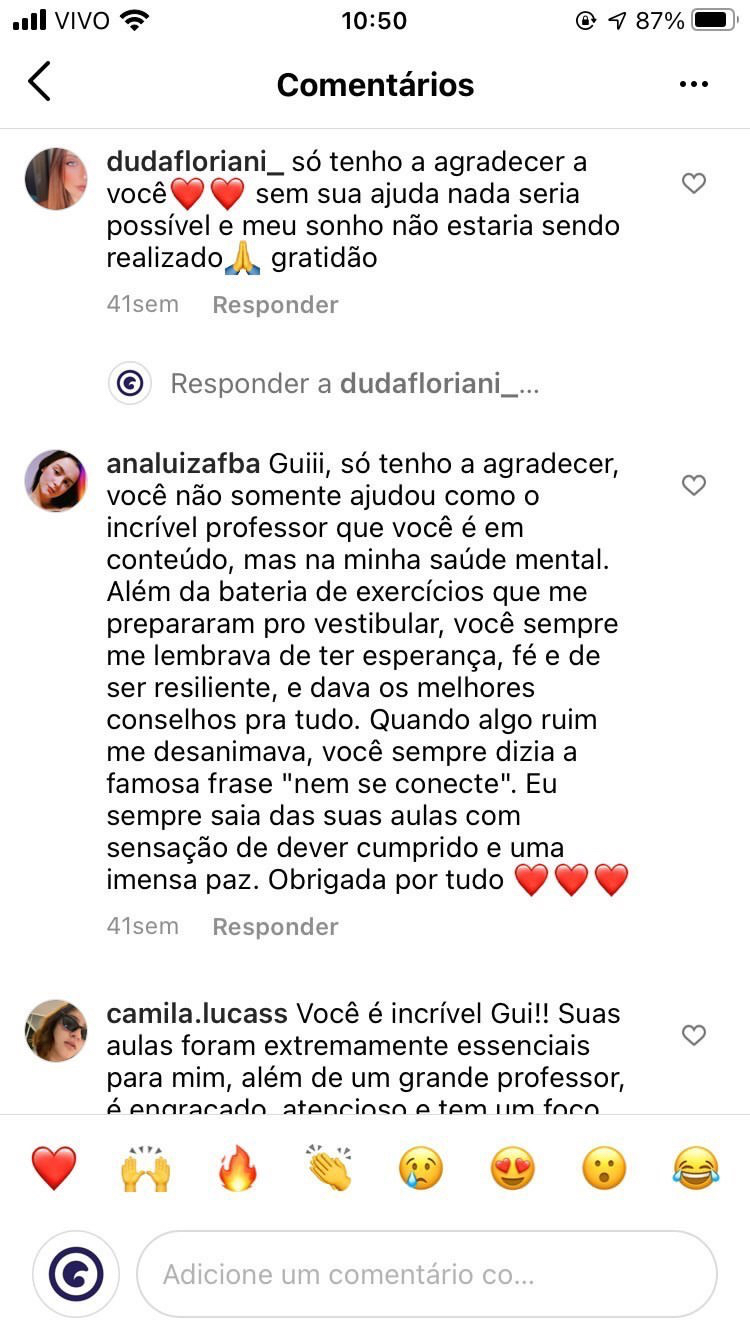 VIVO 10:50 87%
Comentários
dudafloriani_ só tenho a agradecer a
você❤️❤️ sem sua ajuda nada seria
possível e meu sonho não estaria sendo
realizado🙏 gratidão
41sem Responder
Responder a dudafloriani_...
analuizafba Guiii, só tenho a agradecer,
você não somente ajudou como o
incrível professor que você é em
conteúdo, mas na minha saúde mental.
Além da bateria de exercícios que me
prepararam pro vestibular, você sempre
me lembrava de ter esperança, fé e de
ser resiliente, e dava os melhores
conselhos pra tudo. Quando algo ruim
me desanimava, você sempre dizia a
famosa frase "nem se conecte". Eu
sempre saia das suas aulas com
sensação de dever cumprido e uma
imensa paz. Obrigada por tudo ❤️❤️❤️
41sem Responder
camila.lucass Você é incrível Gui!! Suas
aulas foram extremamente essenciais
para mim, além de um grande professor,
é engraçado, atencioso e tem um foco
❤️🙌🔥👏😢😍😮😂
Adicione um comentário co...